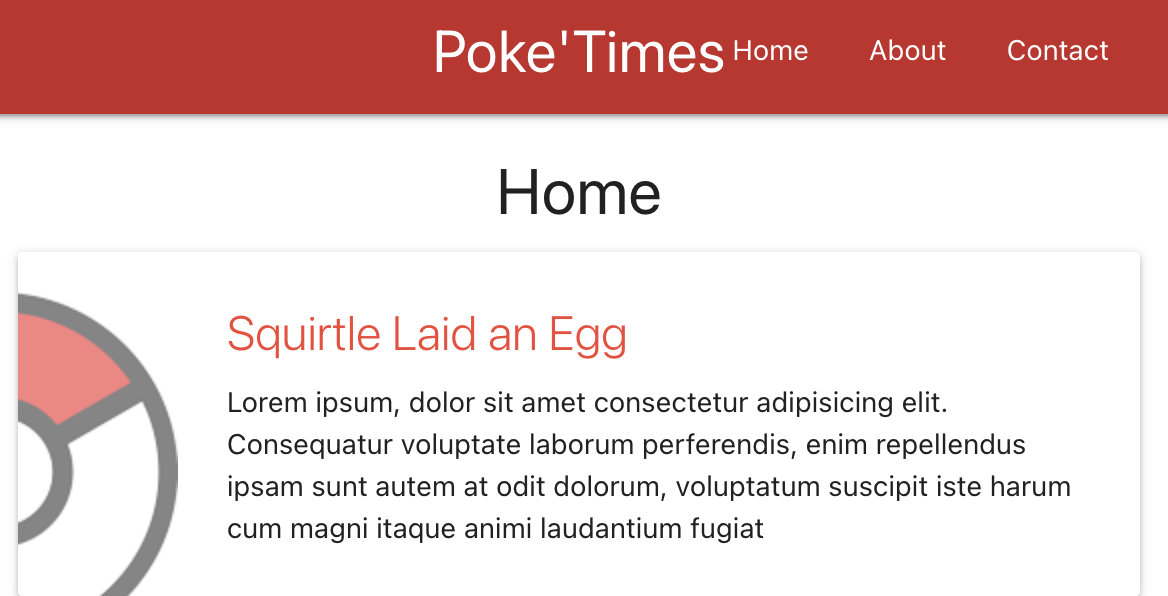 Poke'Times Home About Contact
Home
Squirtle Laid an Egg
Lorem ipsum, dolor sit amet consectetur adipisicing elit.
Consequatur voluptate laborum perferendis, enim repellendus
ipsam sunt autem at odit dolorum, voluptatum suscipit iste harum
cum magni itaque animi laudantium fugiat